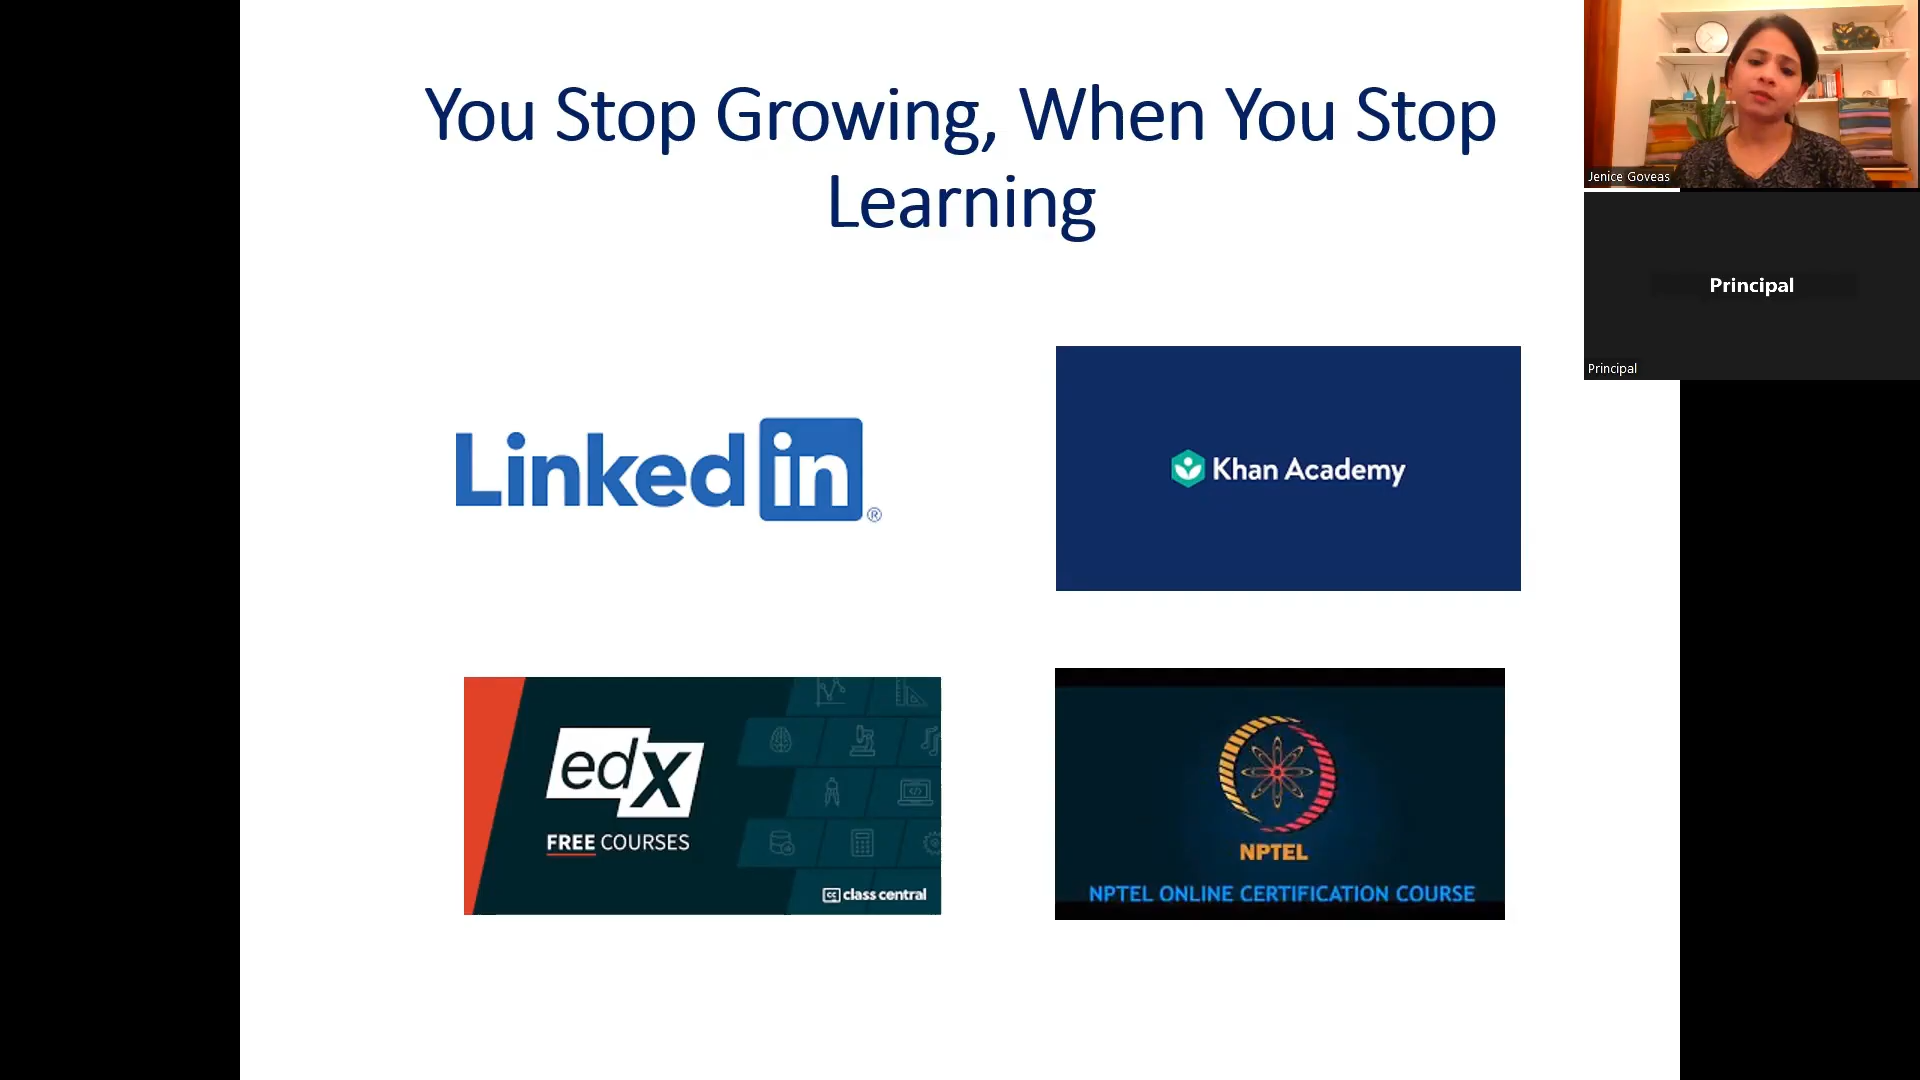 You Stop Growing, When You Stop
Learning
Linked in ®
Khan Academy
edX
FREE COURSES
cc class central
NPTEL
NPTEL ONLINE CERTIFICATION COURSE
Jenice Goveas
Principal
Principal